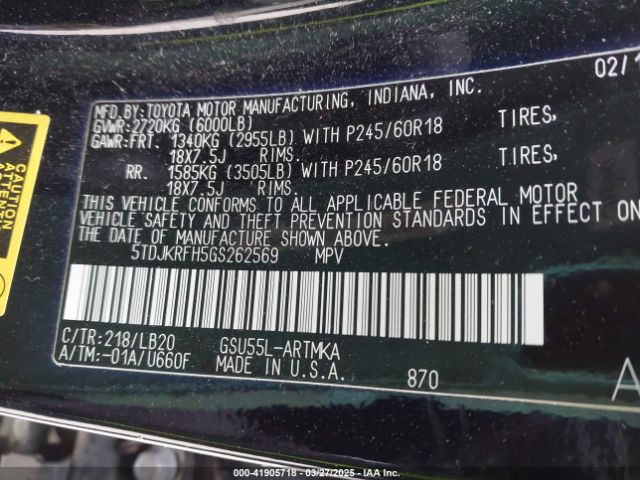 02/1
MFD.BY:TOYOTA MOTOR MANUFACTURING, INDIANA, INC.
GVWR:2720KG (6000LB)
GAWR:FRT. 1340KG (2955LB) WITH P245/60R18 TIRES,
18X7.5J RIMS.
RR. 1585KG (3505LB) WITH P245/60R18 TIRES,
18X7.5J RIMS.
THIS VEHICLE CONFORMS TO ALL APPLICABLE FEDERAL MOTOR
VEHICLE SAFETY AND THEFT PREVENTION STANDARDS IN EFFECT ON
THE DATE OF MANUFACTURE SHOWN ABOVE.
5TDJKRFH5GS262569 MPV
C/TR:218/LB20 GSU55L-ARTMKA
A/TM:-01A/U660F MADE IN U.S.A.
870
A
CAUTION
ATTENTION
000-41905718 - 03/27/2025 - IAA Inc.